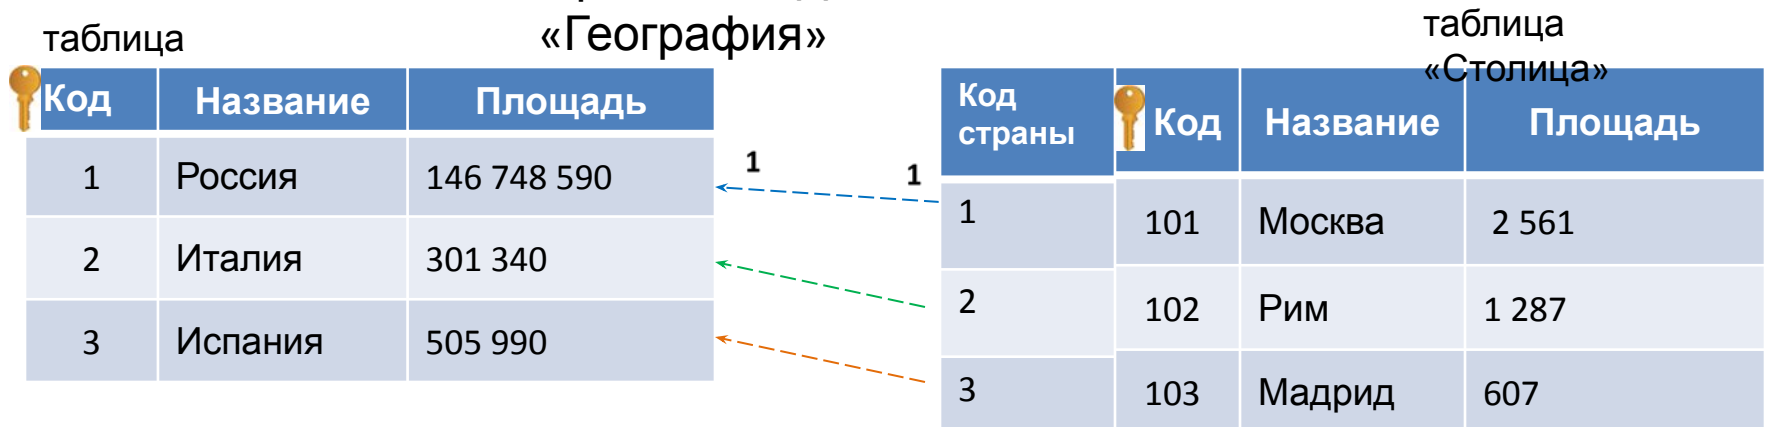 «География»
таблица
таблица
«Столица»
Код Название Площадь
1 Россия 146 748 590
2 Италия 301 340
3 Испания 505 990
1 1
Код страны Код Название Площадь
1 101 Москва 2 561
2 102 Рим 1 287
3 103 Мадрид 607